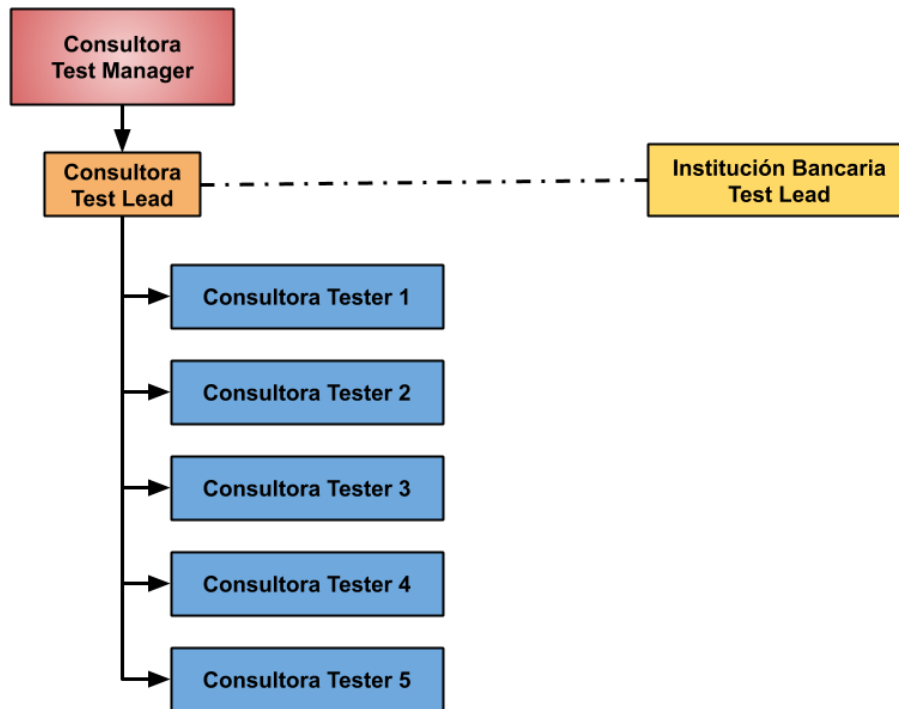 Consultora
Test Manager
Consultora
Test Lead
Institución Bancaria
Test Lead
Consultora Tester 1
Consultora Tester 2
Consultora Tester 3
Consultora Tester 4
Consultora Tester 5